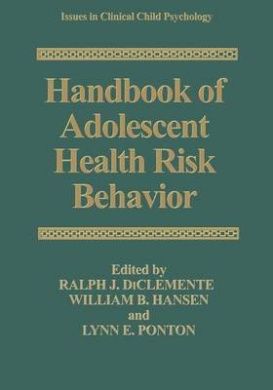 Issues in Clinical Child Psychology
Handbook of
Adolescent
Health Risk
Behavior
Edited by
RALPH J. DICLEMENTE
WILLIAM B. HANSEN
and
LYNN E. PONTON